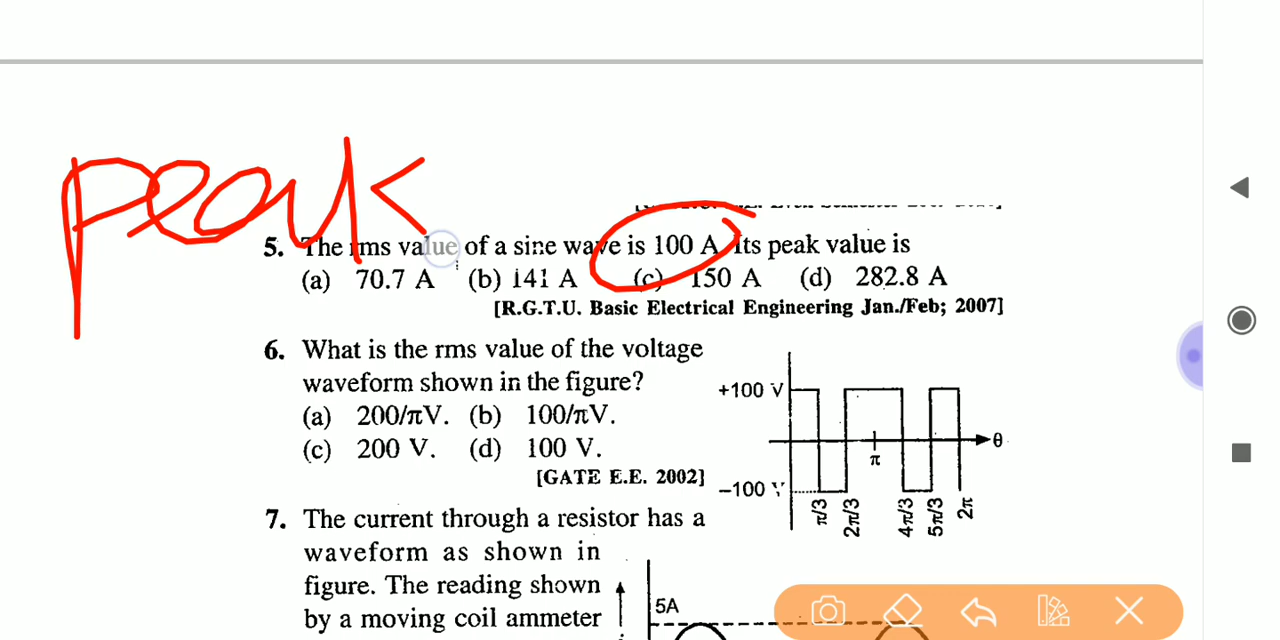 peak
5. The rms value of a sine wave is 100 A. Its peak value is
(a) 70.7 A (b) 141 A (c) 150 A (d) 282.8 A
[R.G.T.U. Basic Electrical Engineering Jan./Feb; 2007]
6. What is the rms value of the voltage
waveform shown in the figure?
(a) 200/πV. (b) 100/πV.
(c) 200 V. (d) 100 V.
[GATE E.E. 2002]
+100 V
θ
π
−100 V
π/3
2π/3
4π/3
5π/3
2π
7. The current through a resistor has a
waveform as shown in
figure. The reading shown
by a moving coil ammeter
5A